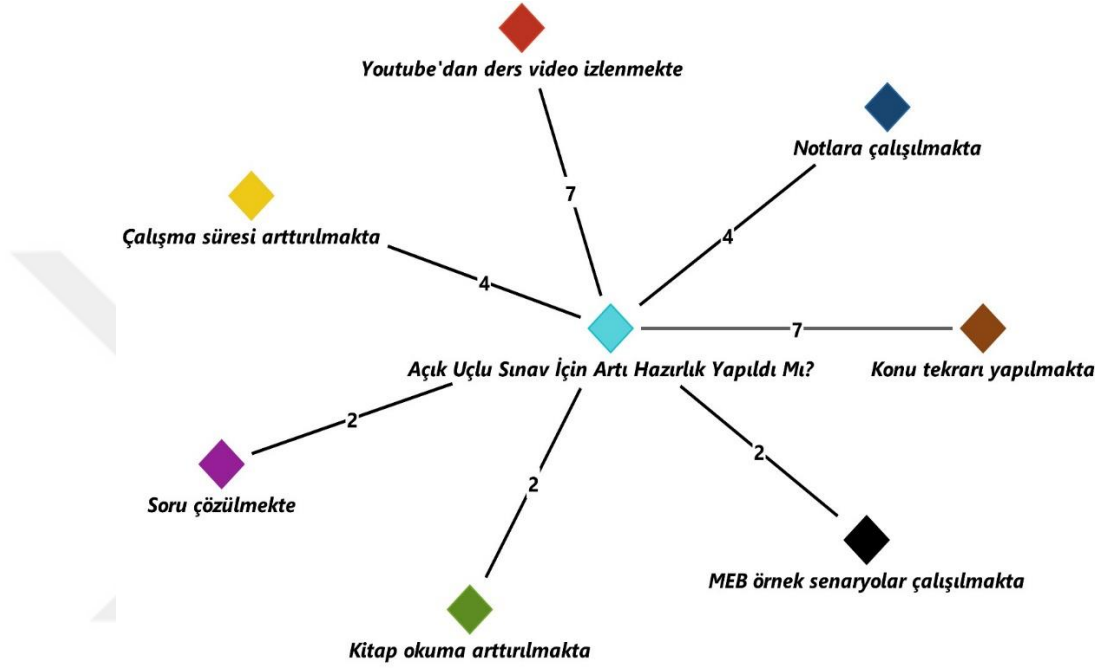 Youtube'dan ders video izlenmekte
Notlara çalışılmakta
7
Çalışma süresi arttırılmakta
4
4
7
Açık Uçlu Sınav İçin Artı Hazırlık Yapıldı Mı?
Konu tekrarı yapılmakta
2
2
2
Soru çözülmekte
MEB örnek senaryolar çalışılmakta
Kitap okuma arttırılmakta